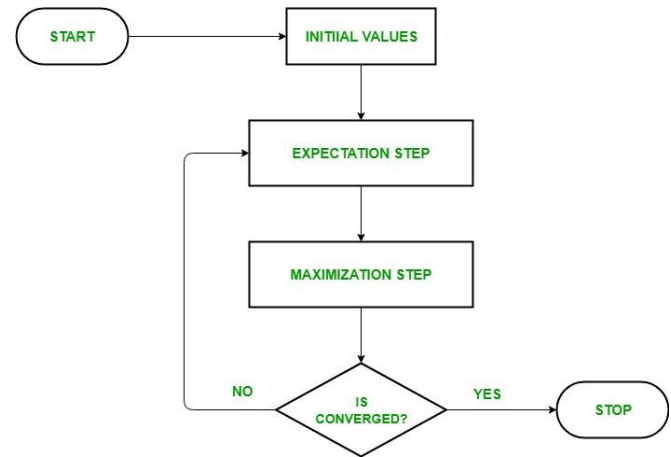 START
INITIIAL VALUES
EXPECTATION STEP
MAXIMIZATION STEP
NO
IS
CONVERGED?
YES
STOP